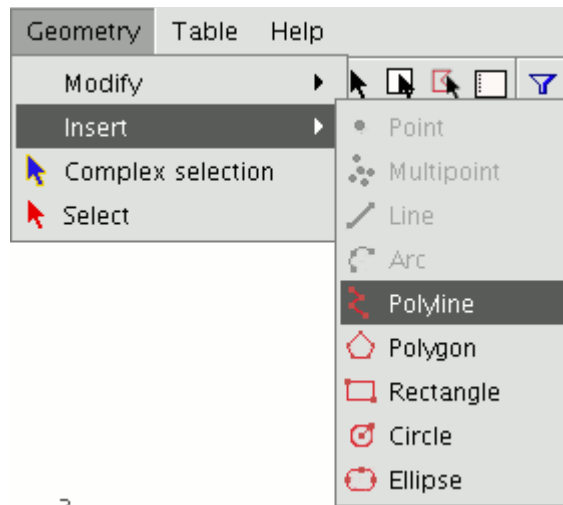 Geometry Table Help
Modify
Insert
Complex selection
Select
Point
Multipoint
Line
Arc
Polyline
Polygon
Rectangle
Circle
Ellipse